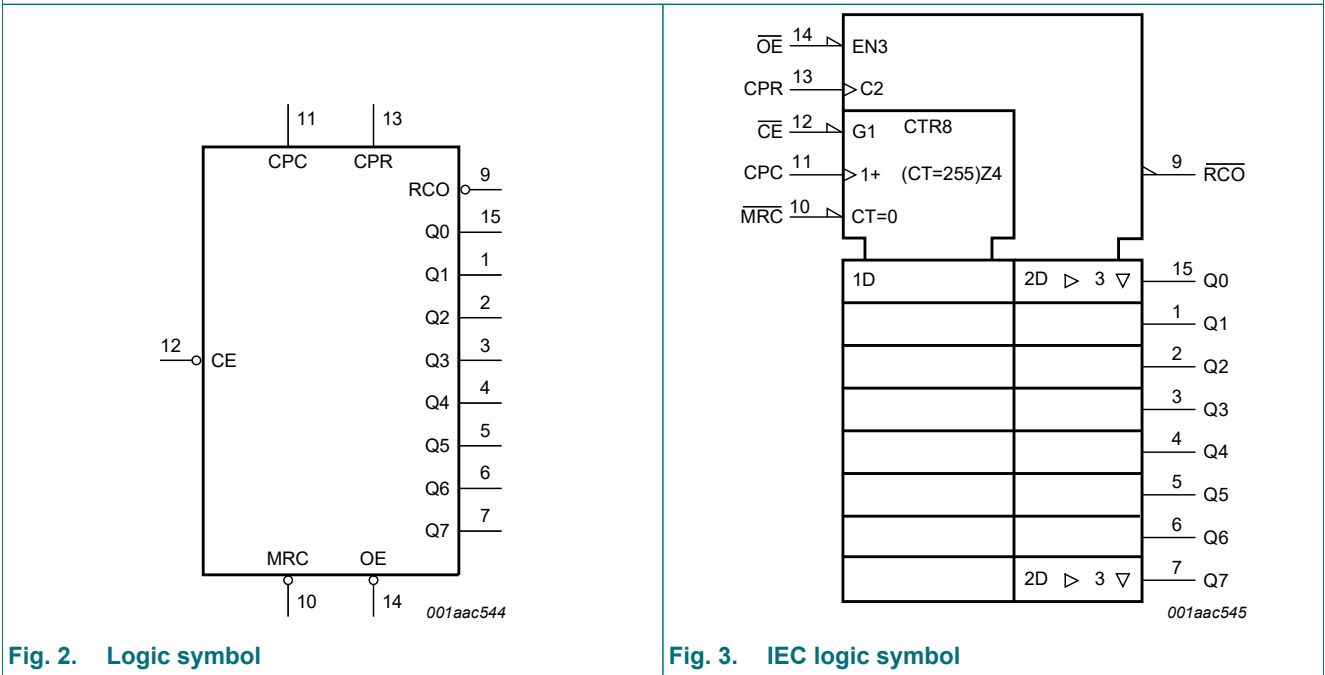 11
13
CPC
CPR
RCO
9
Q0
15
Q1
1
Q2
2
Q3
3
Q4
4
Q5
5
Q6
6
Q7
7
12
CE
MRC
OE
10
14
001aac544
Fig. 2. Logic symbol
OE
14
EN3
CPR
13
C2
CE
12
G1
CTR8
CPC
11
1+
(CT=255)Z4
MRC
10
CT=0
9
RCO
1D
2D
3
15
Q0
1
Q1
2
Q2
3
Q3
4
Q4
5
Q5
6
Q6
2D
3
7
Q7
001aac545
Fig. 3. IEC logic symbol